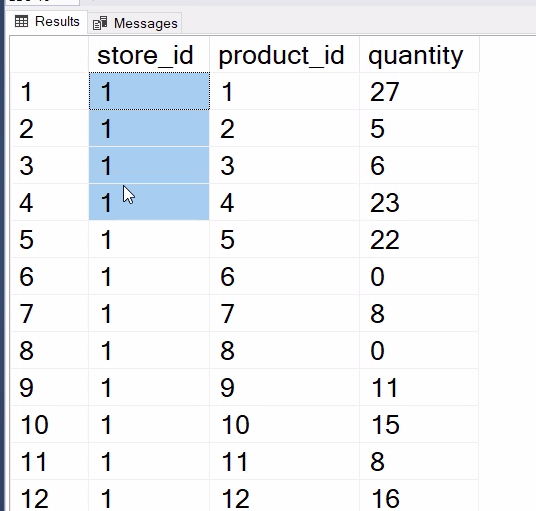 Results Messages
store_id product_id quantity
1 1 1 27
2 1 2 5
3 1 3 6
4 1 4 23
5 1 5 22
6 1 6 0
7 1 7 8
8 1 8 0
9 1 9 11
10 1 10 15
11 1 11 8
12 1 12 16